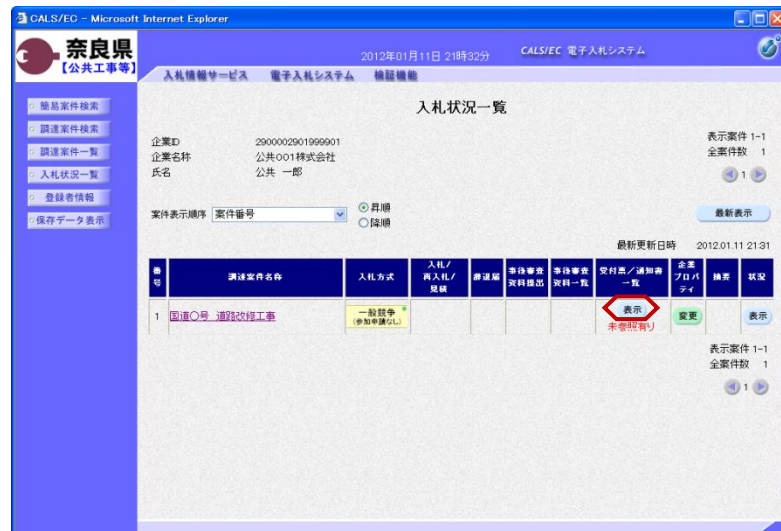 CALS/EC - Microsoft Internet Explorer
奈良県
【公共工事等】
2012年01月11日 21時32分
CALS/EC 電子入札システム
入札情報サービス 電子入札システム 検証機能
簡易案件検索
調達案件検索
調達案件一覧
入札状況一覧
登録者情報
保存データ表示
入札状況一覧
企業ID 2900002901999901
企業名称 公共001株式会社
氏名 公共 一郎
表示案件 1-1
全案件数 1
1
案件表示順序 案件番号
昇順
降順
最新表示
最新更新日時 2012.01.11 21:31
番号 調達案件名称 入札方式 入札/再入札/見積 辞退届 事後審査資料提出 事後審査資料一覧 受付票/通知書一覧 企業プロパティ 摘要 状況
1 国道〇号 道路改修工事 一般競争(参加申請なし) 表示 未参照有り 変更 表示
表示案件 1-1
全案件数 1
1